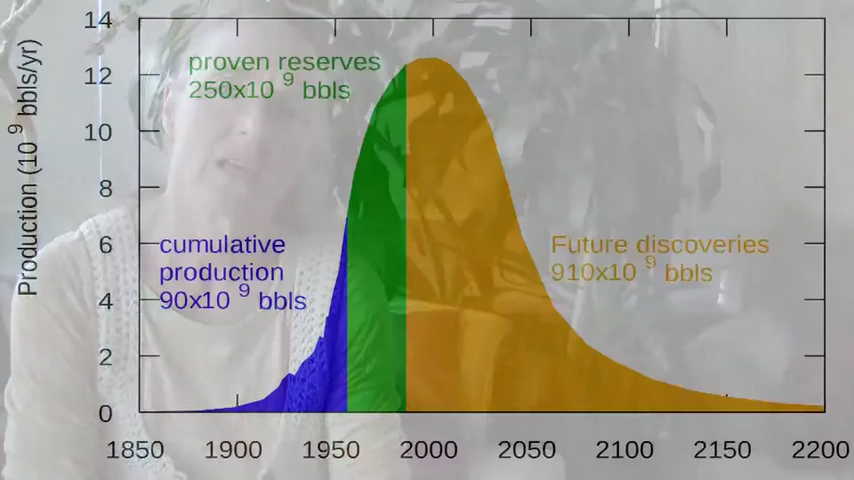 14
12
10
8
6
4
2
0
Production (10 9 bbls/yr)
proven reserves
250x10 9 bbls
cumulative
production
90x10 9 bbls
Future discoveries
910x10 9 bbls
1850 1900 1950 2000 2050 2100 2150 2200